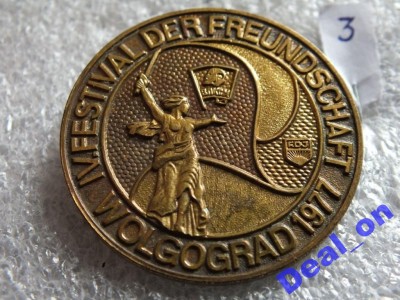 IV. FESTIVAL DER FREUNDSCHAFT
WOLGOGRAD 1977
FDJ
3
Deal_on